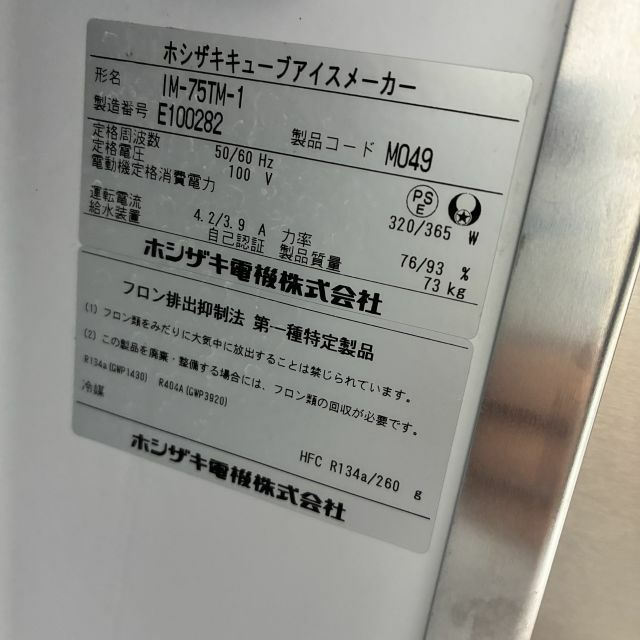 ホシザキキューブアイスメーカー
形名 IM-75TM-1
製造番号 E100282 製品コード M049
定格周波数 50/60 Hz
定格電圧 100 V
電動機定格消費電力 320/365 W
PS
E
運転電流 4.2/3.9 A 力率 76/93 %
給水装置 自己認証 製品質量 73 kg
ホシザキ電機株式会社
フロン排出抑制法 第一種特定製品
(1) フロン類をみだりに大気中に放出することは禁じられています。
(2) この製品を廃棄・整備する場合には、フロン類の回収が必要です。
R134a(GWP1430) R404A(GWP3920)
冷媒 HFC R134a/260 g
ホシザキ電機株式会社